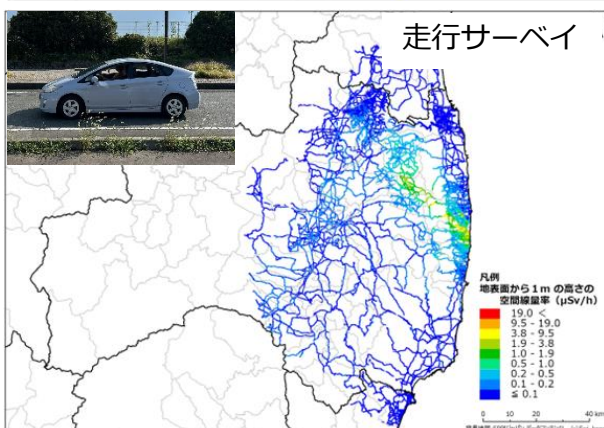 走行サーベイ
凡例
地表面から1mの高さの
空間線量率（μSv/h）
19.0 <
9.5 - 19.0
3.8 - 9.5
1.9 - 3.8
1.0 - 1.9
0.5 - 1.0
0.2 - 0.5
0.1 - 0.2
≦ 0.1
0 10 20 40 km